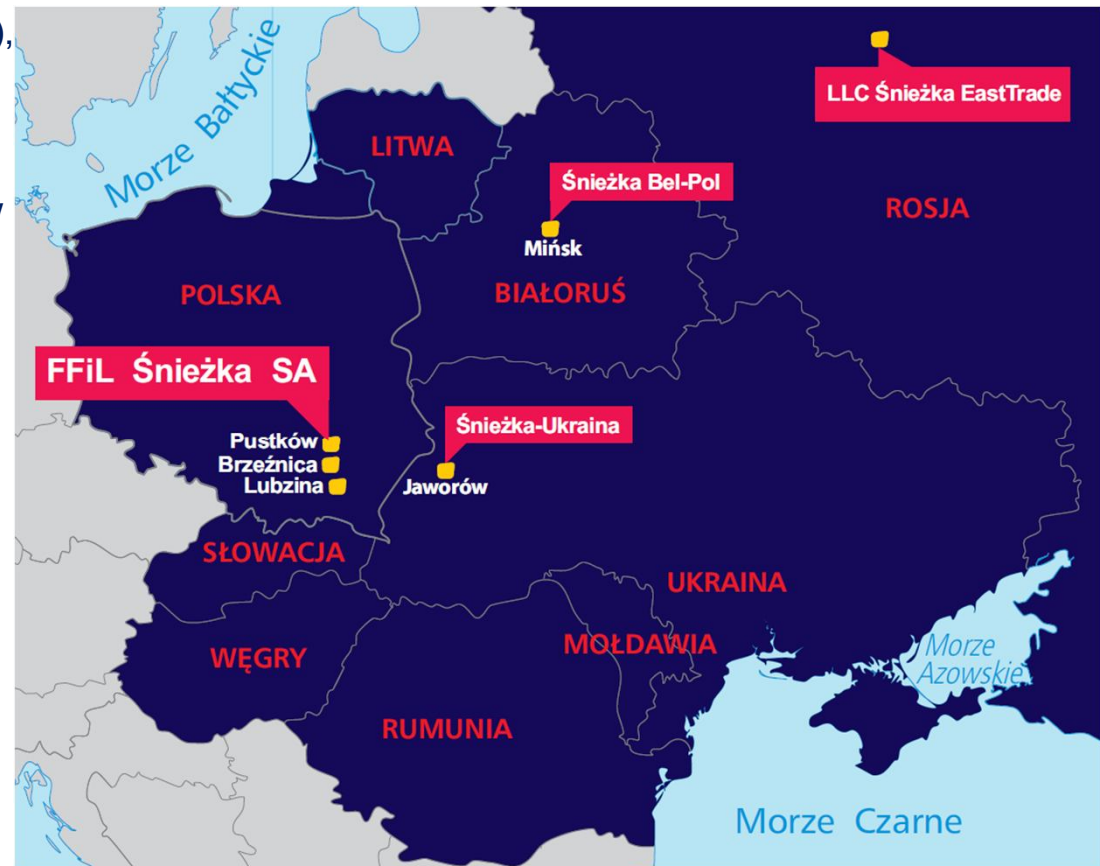 ),
y
Morze Bałtyckie
LLC Śnieżka EastTrade
LITWA
Śnieżka Bel-Pol
ROSJA
Mińsk
POLSKA
BIAŁORUŚ
FFiL Śnieżka SA
Śnieżka-Ukraina
Pustków
Brzeźnica
Lubzina
Jaworów
SŁOWACJA
UKRAINA
WĘGRY
MOŁDAWIA
Morze
Azowskie
RUMUNIA
Morze Czarne